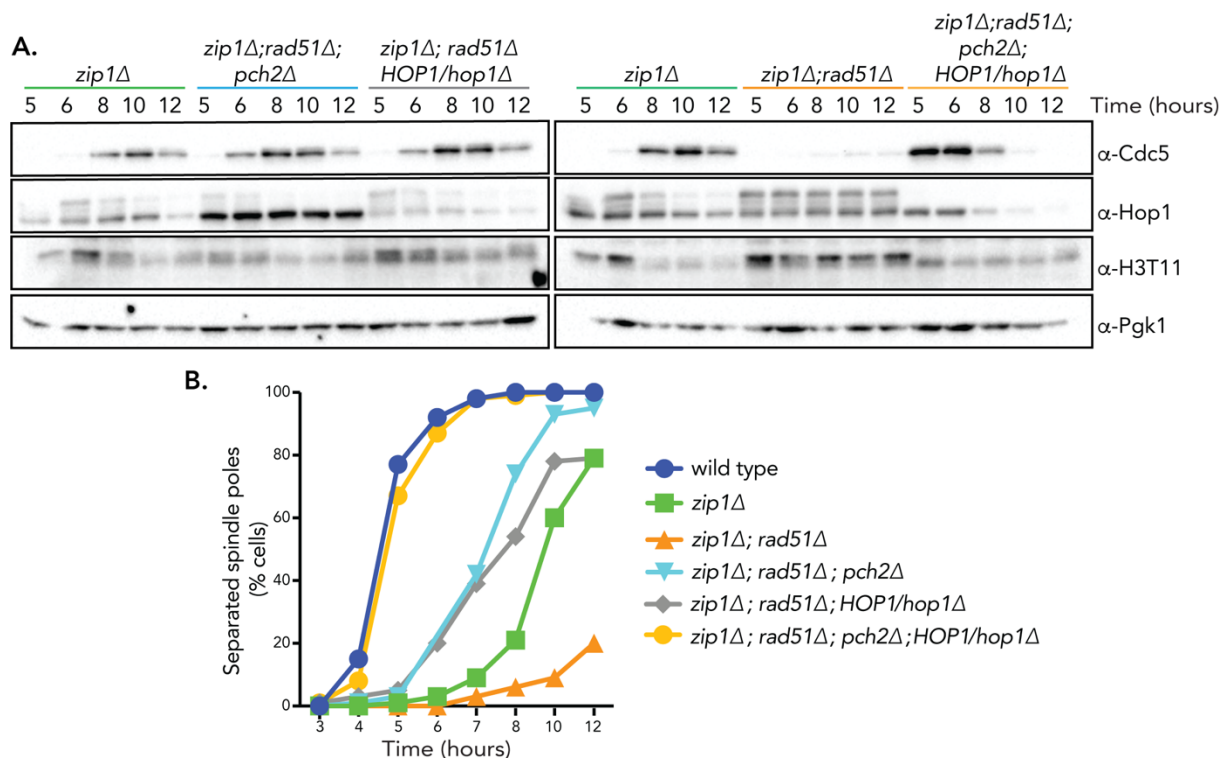 A.
zip1Δ
zip1Δ;rad51Δ;
pch2Δ
zip1Δ; rad51Δ
HOP1/hop1Δ
zip1Δ
zip1Δ;rad51Δ
zip1Δ;rad51Δ;
pch2Δ;
HOP1/hop1Δ
5 6 8 10 12 5 6 8 10 12 5 6 8 10 12 5 6 8 10 12 5 6 8 10 12 5 6 8 10 12 Time (hours)
α-Cdc5
α-Hop1
α-H3T11
α-Pgk1
B.
Separated spindle poles
(% cells)
100
80
60
40
20
0
3 4 5 6 7 8 10 12
Time (hours)
wild type
zip1Δ
zip1Δ; rad51Δ
zip1Δ; rad51Δ; pch2Δ
zip1Δ; rad51Δ; HOP1/hop1Δ
zip1Δ; rad51Δ; pch2Δ; HOP1/hop1Δ